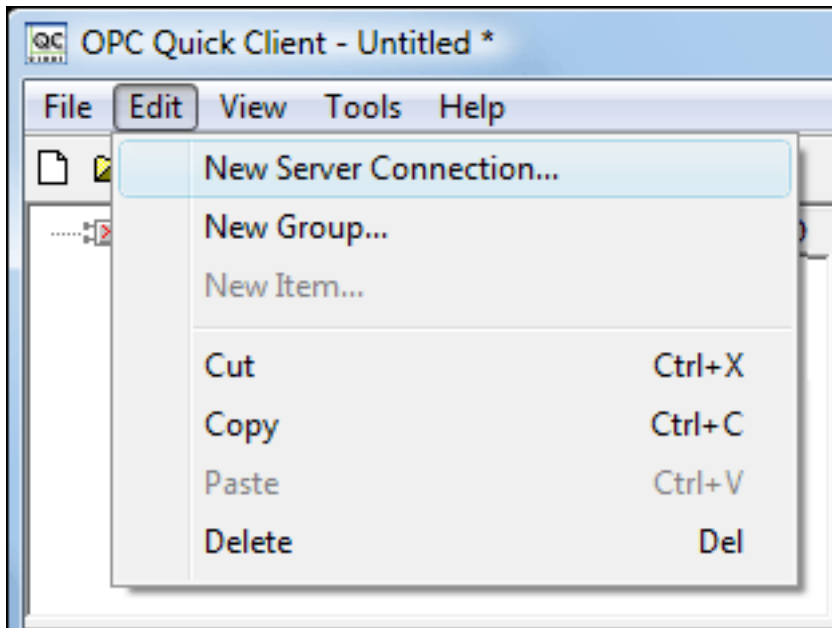 OPC Quick Client - Untitled *
File Edit View Tools Help
New Server Connection...
New Group...
New Item...
Cut Ctrl+X
Copy Ctrl+C
Paste Ctrl+V
Delete Del